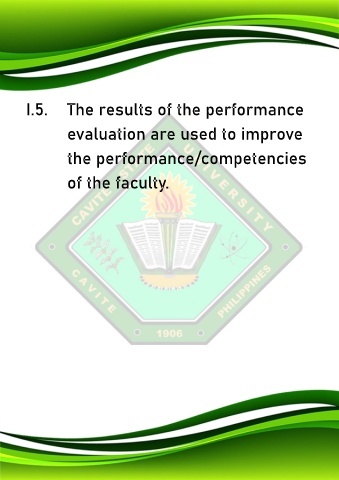 I.5. The results of the performance
evaluation are used to improve
the performance/competencies
of the faculty.
CAVITE STATE UNIVERSITY
CAVITE
PHILIPPINES
1906